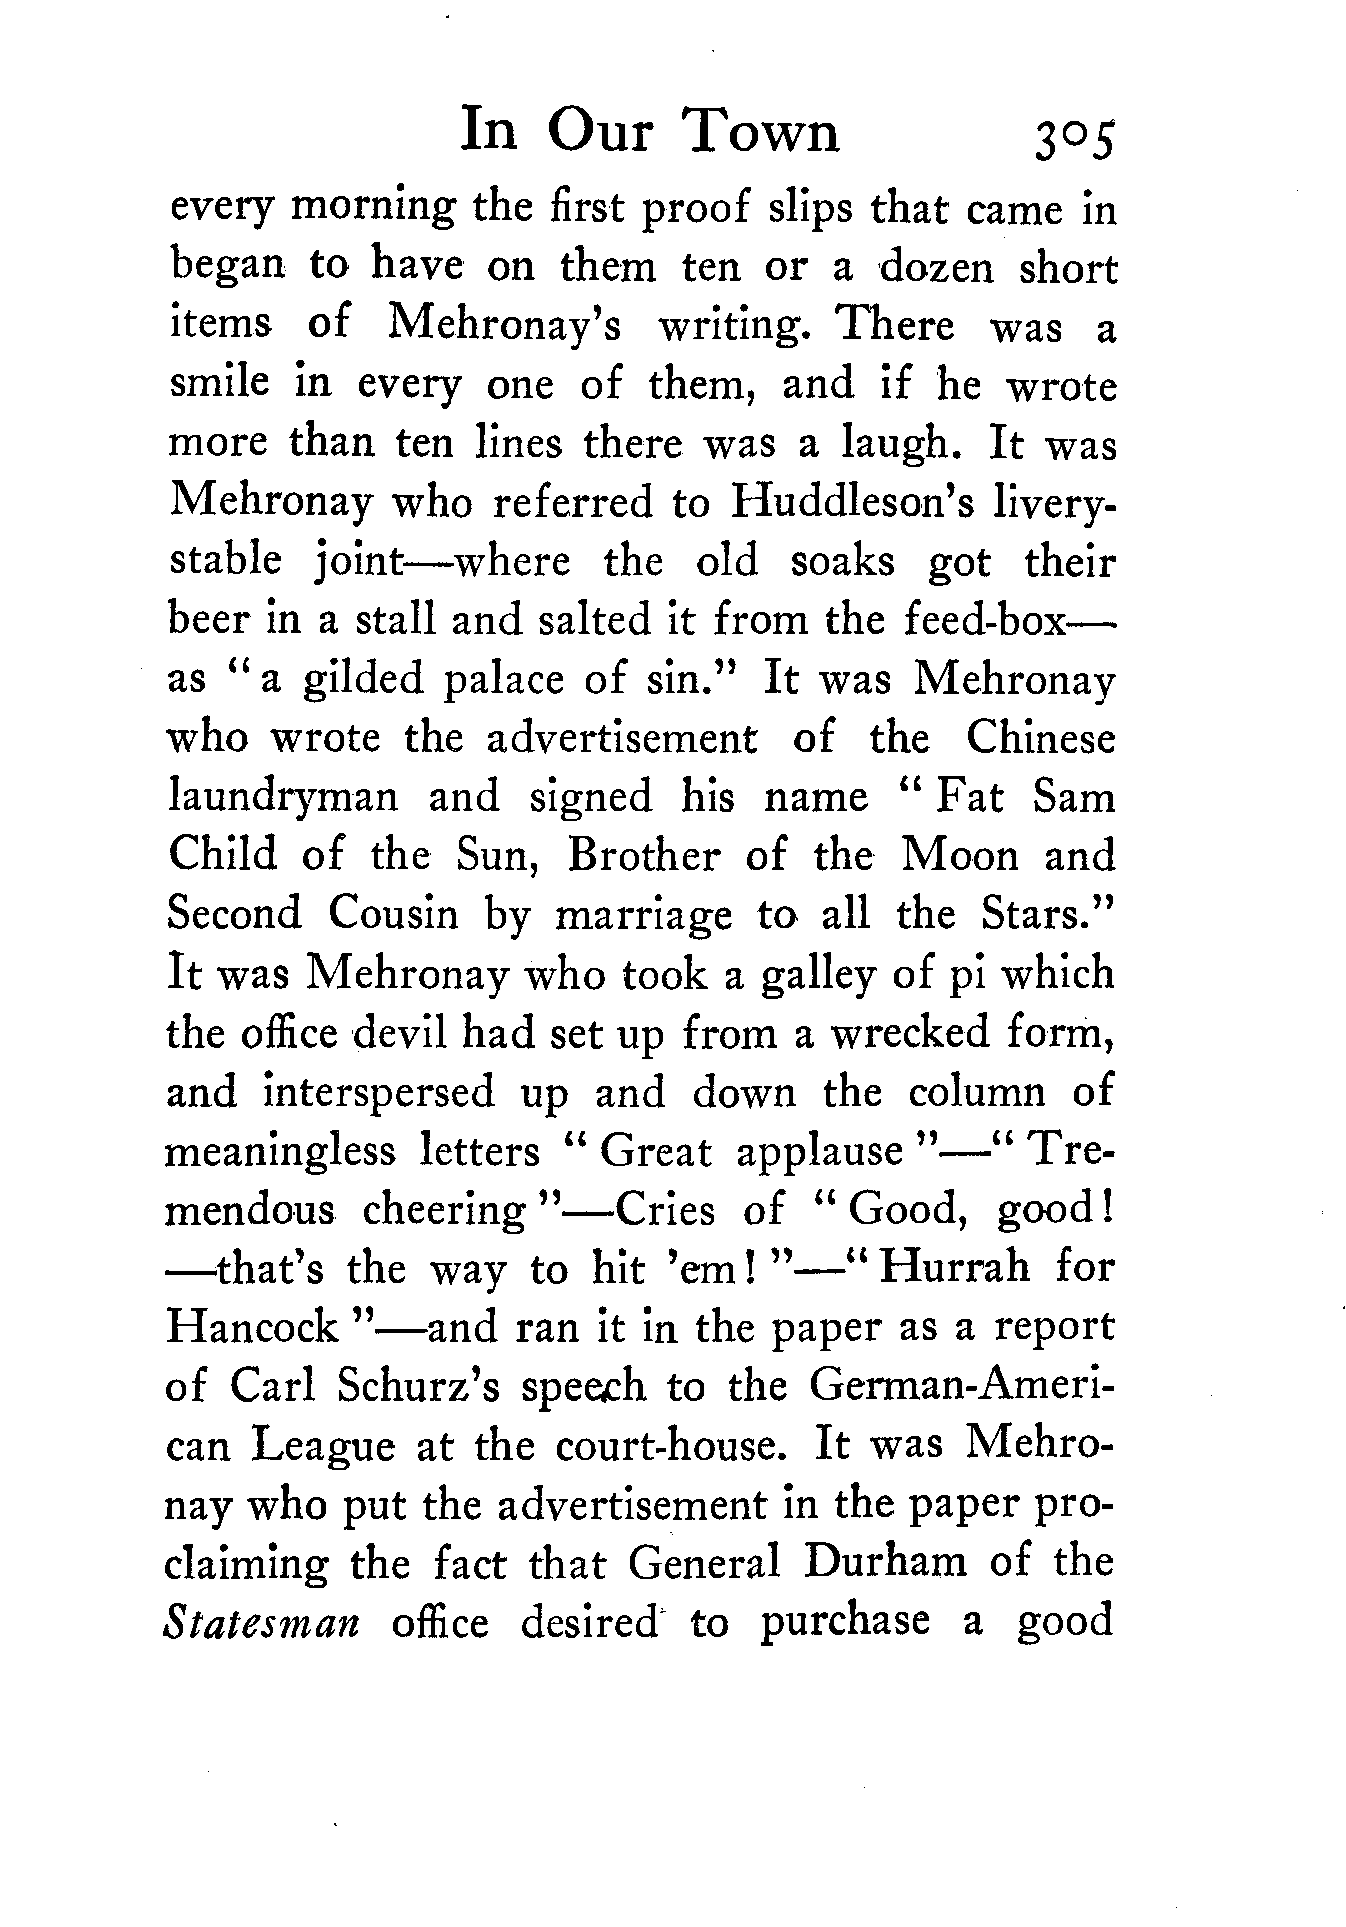 In Our Town 305
every morning the first proof slips that came in
began to have on them ten or a dozen short
items of Mehronay's writing. There was a
smile in every one of them, and if he wrote
more than ten lines there was a laugh. It was
Mehronay who referred to Huddleson's livery-
stable joint—where the old soaks got their
beer in a stall and salted it from the feed-box—
as "a gilded palace of sin." It was Mehronay
who wrote the advertisement of the Chinese
laundryman and signed his name "Fat Sam
Child of the Sun, Brother of the Moon and
Second Cousin by marriage to all the Stars."
It was Mehronay who took a galley of pi which
the office devil had set up from a wrecked form,
and interspersed up and down the column of
meaningless letters "Great applause"—"Tre-
mendous cheering"—Cries of "Good, good!
—that's the way to hit 'em!"—"Hurrah for
Hancock"—and ran it in the paper as a report
of Carl Schurz's speech to the German-Ameri-
can League at the court-house. It was Mehro-
nay who put the advertisement in the paper pro-
claiming the fact that General Durham of the
Statesman office desired to purchase a good